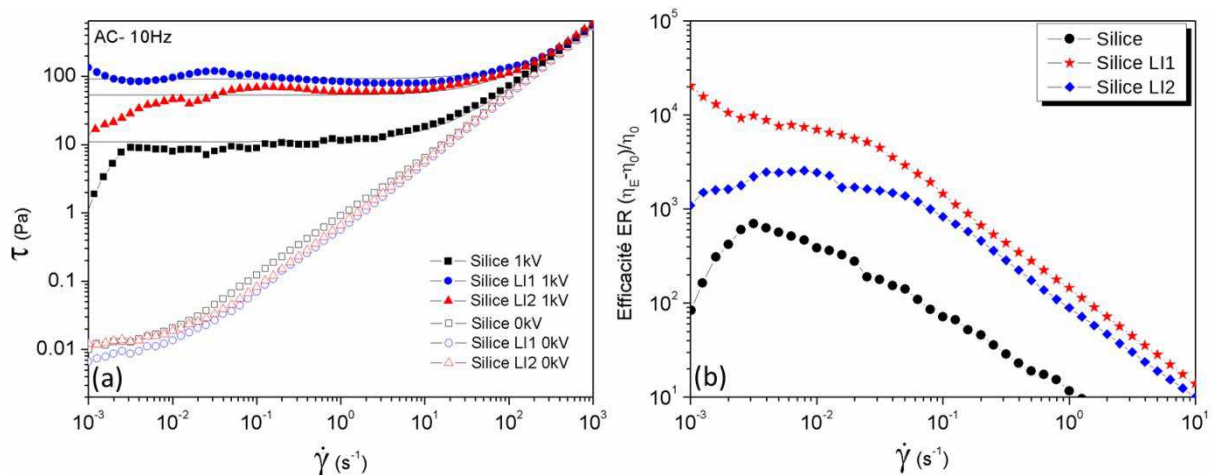 AC- 10Hz
100
10
1
0.1
0.01
τ (Pa)
Silice 1kV
Silice LI1 1kV
Silice LI2 1kV
Silice 0kV
Silice LI1 0kV
Silice LI2 0kV
(a)
10⁻³ 10⁻² 10⁻¹ 10⁰ 10¹ 10² 10³
γ̇ (s⁻¹)
10⁵
10⁴
10³
10²
10¹
Efficacité ER (η_E-η₀)/η₀
Silice
Silice LI1
Silice LI2
(b)
10⁻³ 10⁻² 10⁻¹ 10⁰ 10¹
γ̇ (s⁻¹)